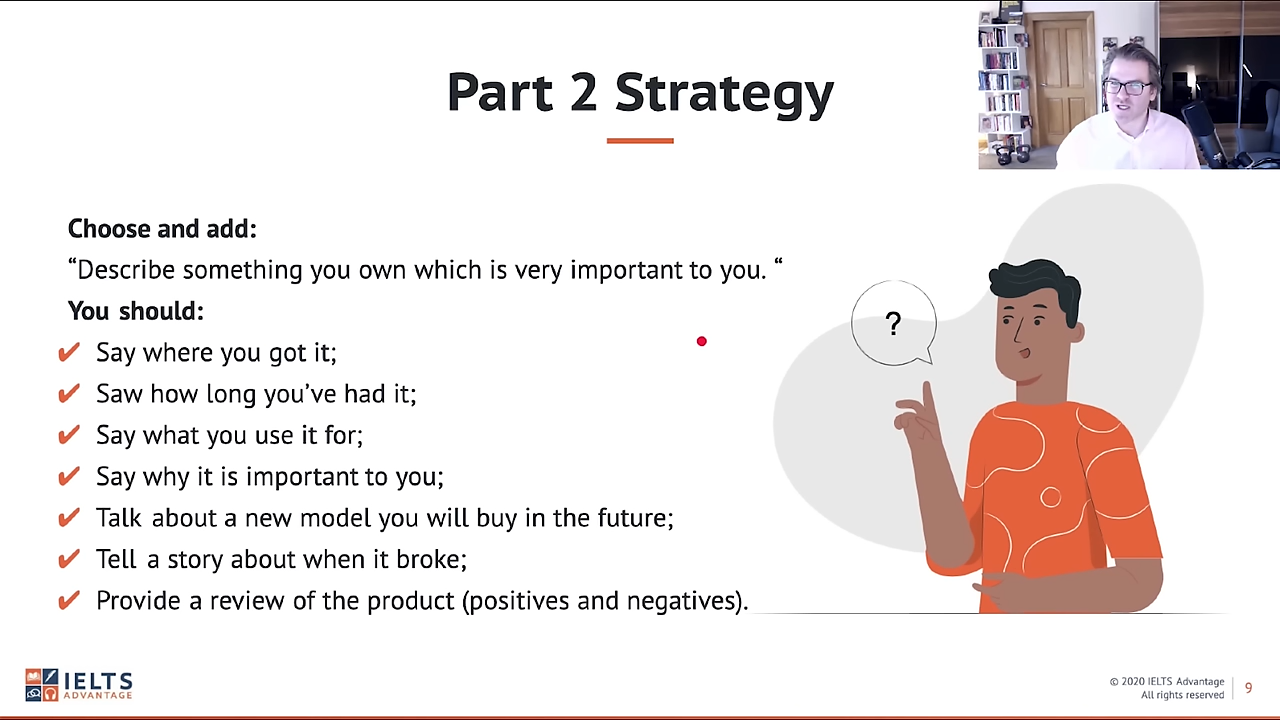 Part 2 Strategy
Choose and add:
“Describe something you own which is very important to you. “
You should:
✔ Say where you got it;
✔ Saw how long you’ve had it;
✔ Say what you use it for;
✔ Say why it is important to you;
✔ Talk about a new model you will buy in the future;
✔ Tell a story about when it broke;
✔ Provide a review of the product (positives and negatives).
?
IELTS
ADVANTAGE
© 2020 IELTS Advantage
All rights reserved
9